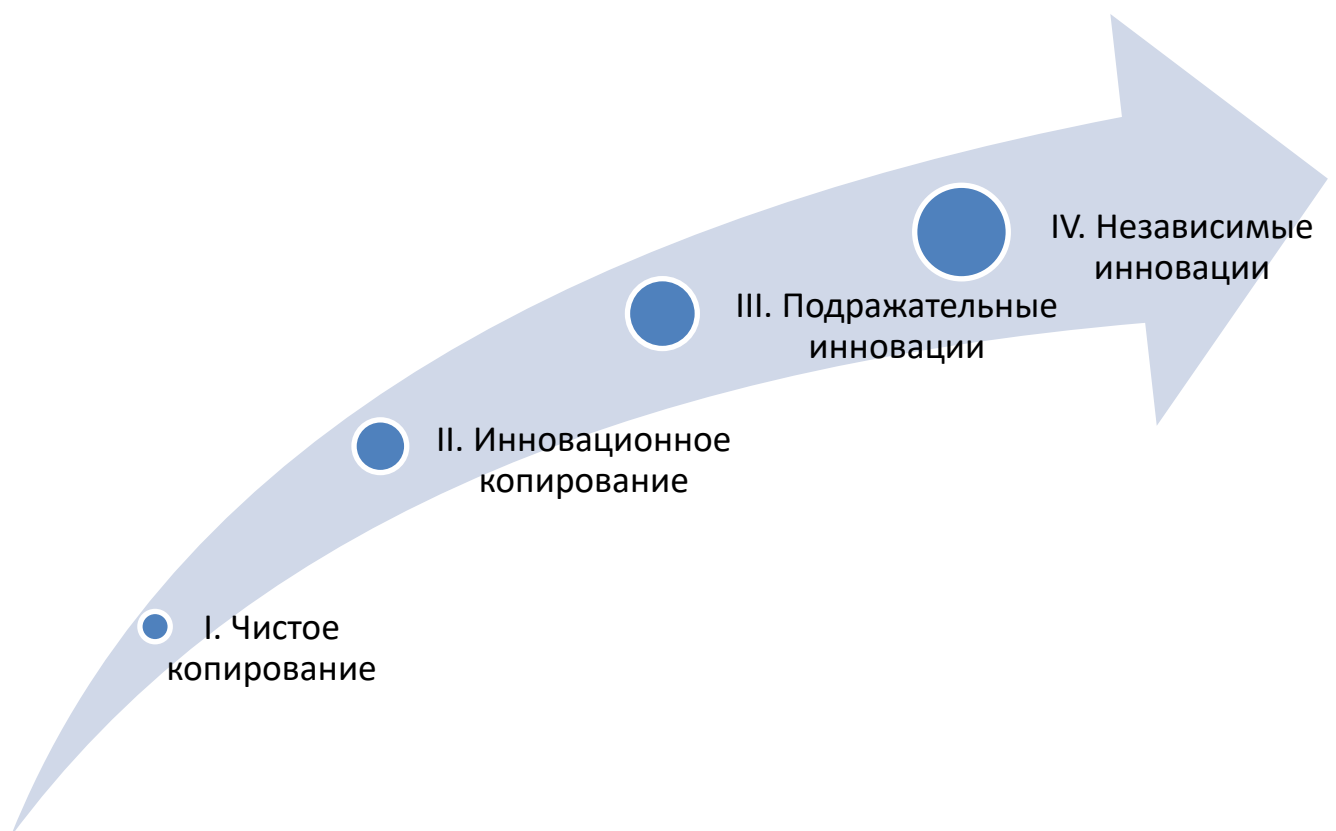 I. Чистое
копирование
II. Инновационное
копирование
III. Подражательные
инновации
IV. Независимые
инновации